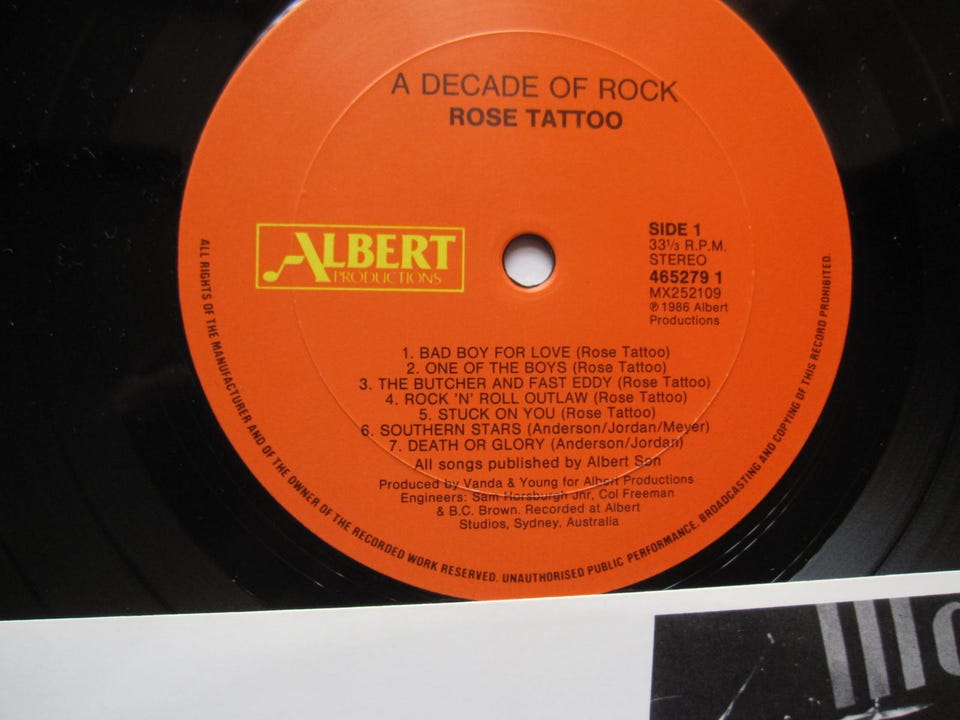 A DECADE OF ROCK
ROSE TATTOO
ALBERT
PRODUCTIONS
SIDE 1
33⅓ R.P.M.
STEREO
465279 1
MX252109
℗ 1986 Albert
Productions
1. BAD BOY FOR LOVE (Rose Tattoo)
2. ONE OF THE BOYS (Rose Tattoo)
3. THE BUTCHER AND FAST EDDY (Rose Tattoo)
4. ROCK 'N' ROLL OUTLAW (Rose Tattoo)
5. STUCK ON YOU (Rose Tattoo)
6. SOUTHERN STARS (Anderson/Jordan/Meyer)
7. DEATH OR GLORY (Anderson/Jordan)
All songs published by Albert Son
Produced by Vanda & Young for Albert Productions
Engineers: Sam Horsburgh Jnr, Col Freeman
& B.C. Brown. Recorded at Albert
Studios, Sydney, Australia
ALL RIGHTS OF THE MANUFACTURER AND OF THE OWNER OF THE RECORDED WORK RESERVED. UNAUTHORISED PUBLIC PERFORMANCE, BROADCASTING AND COPYING OF THIS RECORD PROHIBITED.